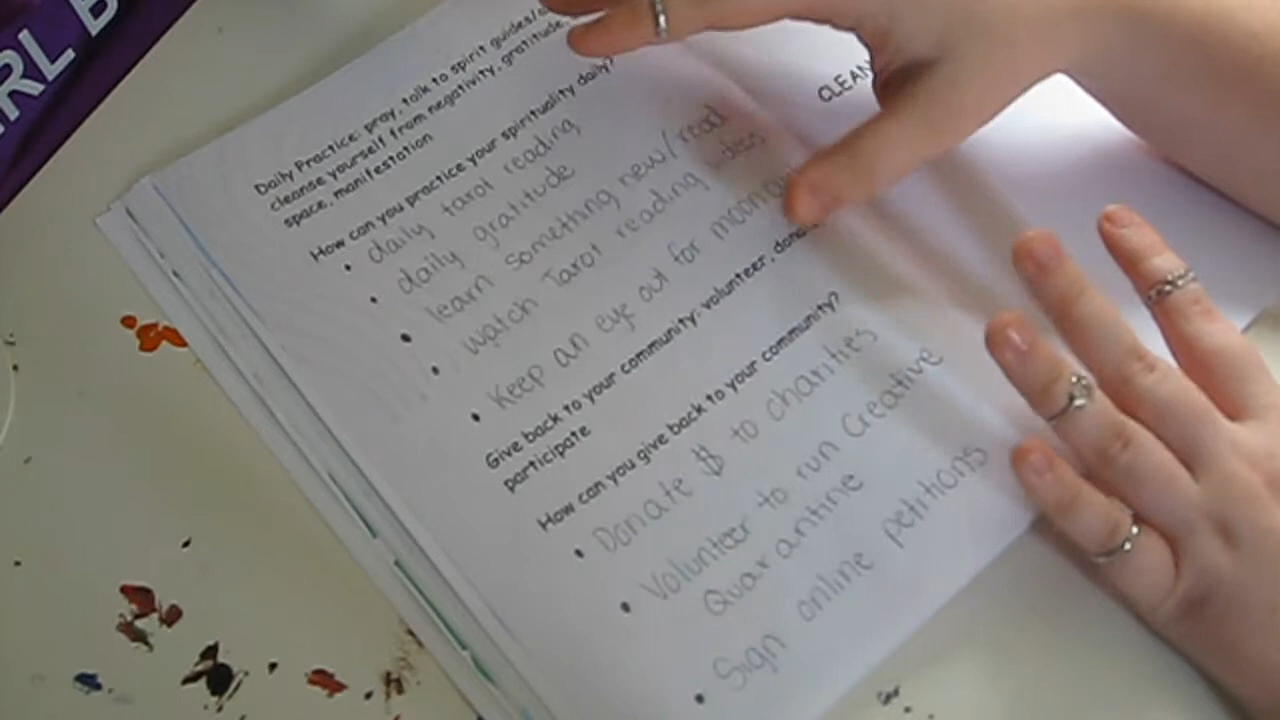 RL B
Daily Practice: pray, talk to spirit guides/
cleanse yourself from negativity, gratitude,
space, manifestation
How can you practice your spirituality daily?
• daily tarot reading
• daily gratitude
• learn something new/read
• watch Tarot reading
• Keep an eye out for moon
Give back to your community: volunteer,
participate
How can you give back to your community?
• Donate $ to charities
• Volunteer to run Creative
Quarantine
• Sign online petitions
CLEAN